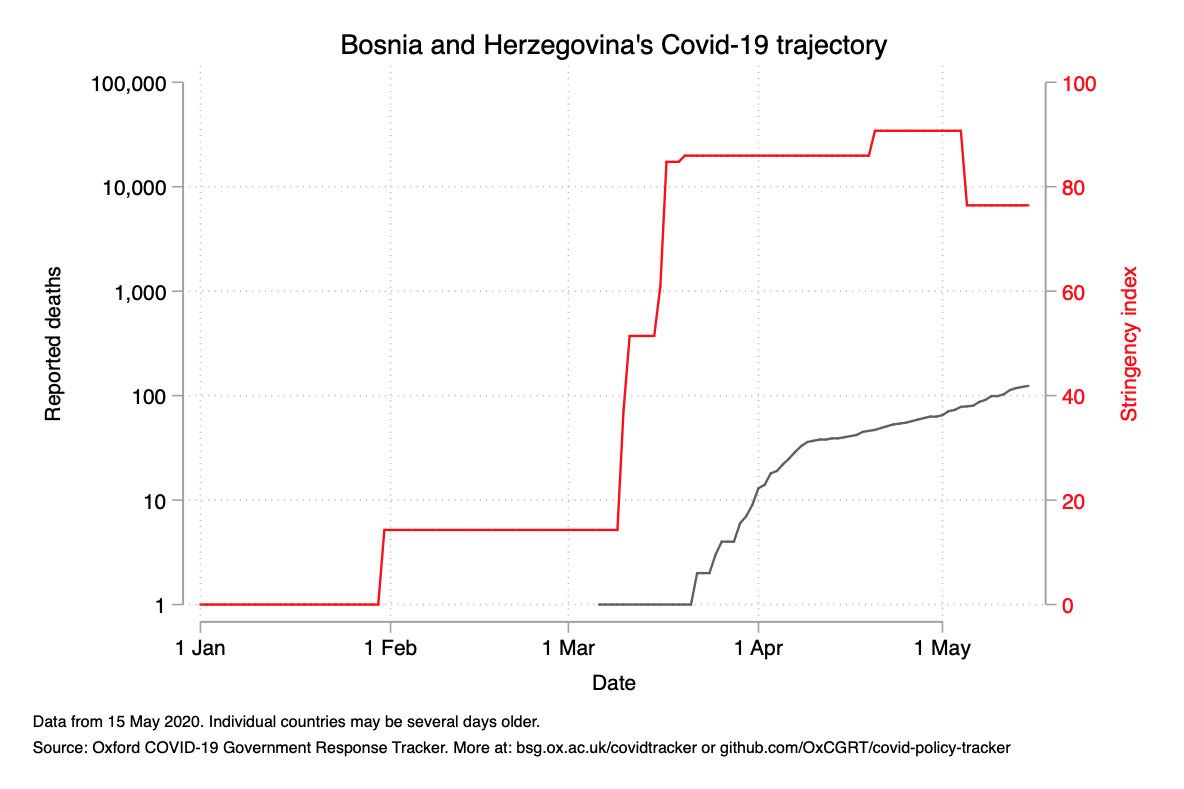 Bosnia and Herzegovina's Covid-19 trajectory
100,000
10,000
1,000
100
10
1
Reported deaths
100
80
60
40
20
0
Stringency index
1 Jan
1 Feb
1 Mar
1 Apr
1 May
Date
Data from 15 May 2020. Individual countries may be several days older.
Source: Oxford COVID-19 Government Response Tracker. More at: bsg.ox.ac.uk/covidtracker or github.com/OxCGRT/covid-policy-tracker